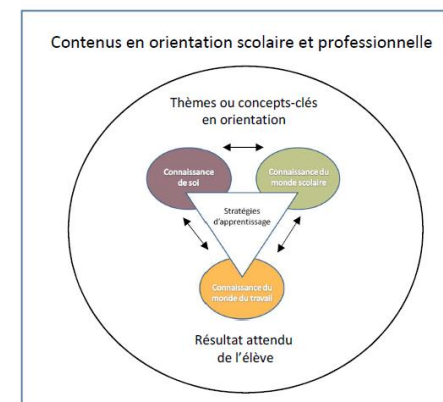 Contenus en orientation scolaire et professionnelle
Thèmes ou concepts-clés
en orientation
Connaissance
de soi
Connaissance du
monde scolaire
Stratégies
d'apprentissage
Connaissance du
monde du travail
Résultat attendu
de l'élève